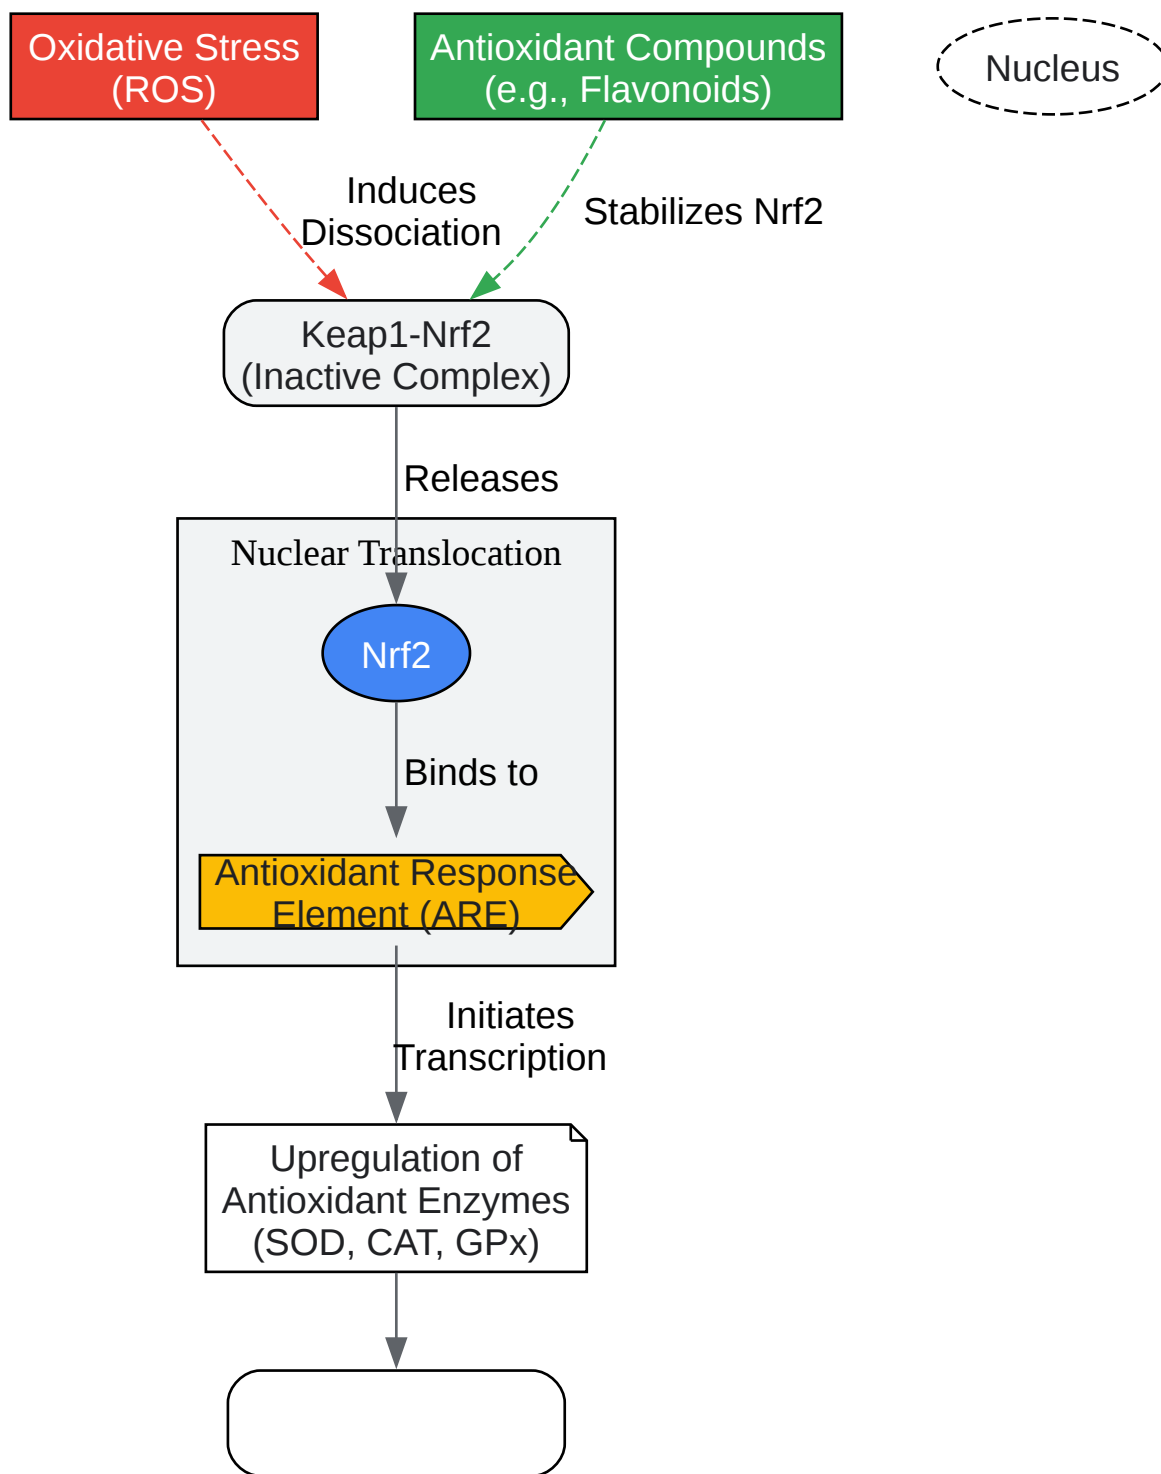 Oxidative Stress
(ROS)
Antioxidant Compounds
(e.g., Flavonoids)
Nucleus
Induces
Dissociation
Stabilizes Nrf2
Keap1-Nrf2
(Inactive Complex)
Releases
Nuclear Translocation
Nrf2
Binds to
Antioxidant Response
Element (ARE)
Initiates
Transcription
Upregulation of
Antioxidant Enzymes
(SOD, CAT, GPx)